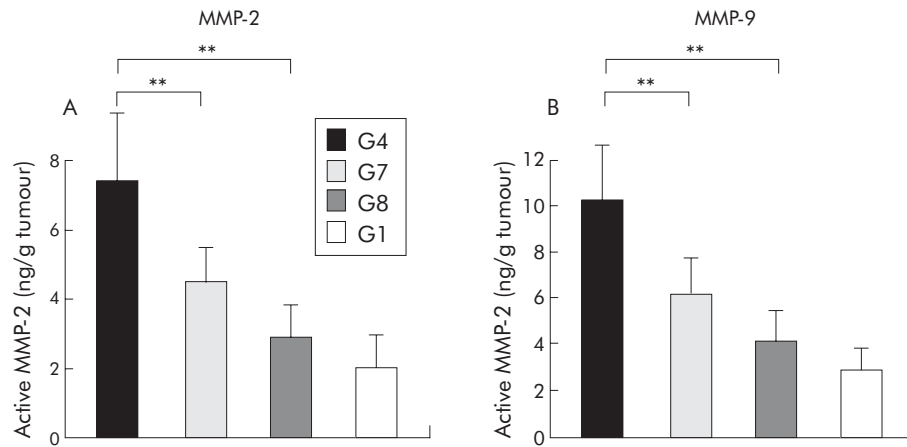 MMP-2
**
**
A
8
6
4
2
0
Active MMP-2 (ng/g tumour)
G4
G7
G8
G1
MMP-9
**
**
B
12
10
8
6
4
2
0
Active MMP-2 (ng/g tumour)